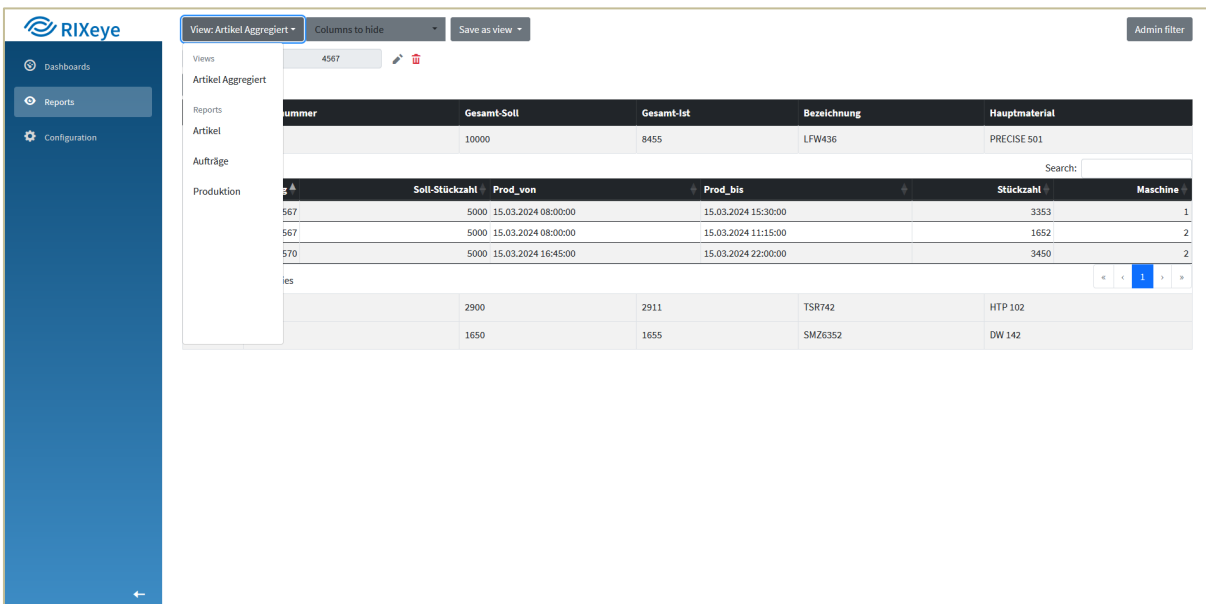 RIXeye
View: Artikel Aggregiert Columns to hide Save as view Admin filter
Dashboards
Reports
Configuration
Views
Artikel Aggregiert
Reports
Artikel
Aufträge
Produktion
4567
ummer Gesamt-Soll Gesamt-Ist Bezeichnung Hauptmaterial
10000 8455 LFW436 PRECISE 501
Search:
g Soll-Stückzahl Prod_von Prod_bis Stückzahl Maschine
567 5000 15.03.2024 08:00:00 15.03.2024 15:30:00 3353 1
567 5000 15.03.2024 08:00:00 15.03.2024 11:15:00 1652 2
570 5000 15.03.2024 16:45:00 15.03.2024 22:00:00 3450 2
ies « ‹ 1 › »
2900 2911 TSR742 HTP 102
1650 1655 SMZ6352 DW 142